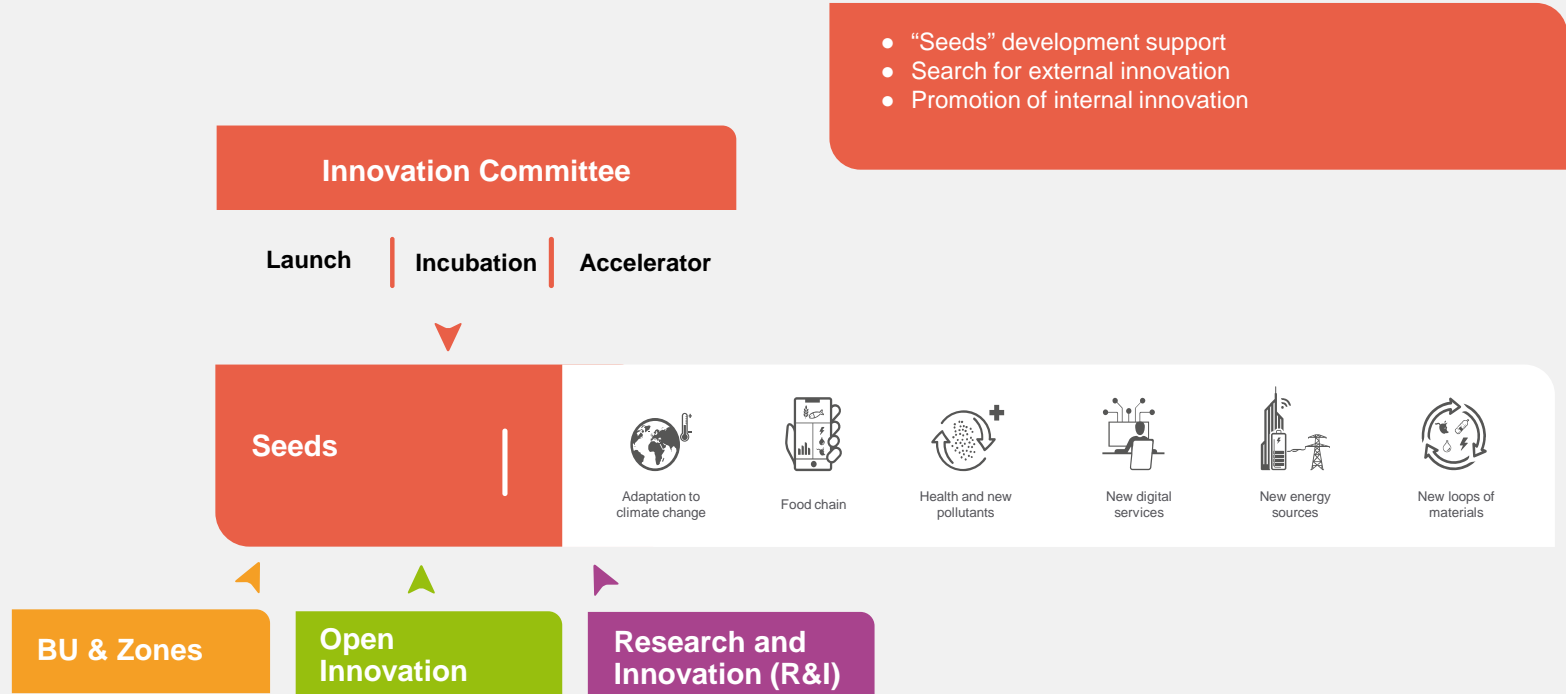 ● “Seeds” development support
● Search for external innovation
● Promotion of internal innovation
Innovation Committee
Launch
Incubation
Accelerator
Seeds
Adaptation to
climate change
Food chain
Health and new
pollutants
New digital
services
New energy
sources
New loops of
materials
BU & Zones
Open
Innovation
Research and
Innovation (R&I)